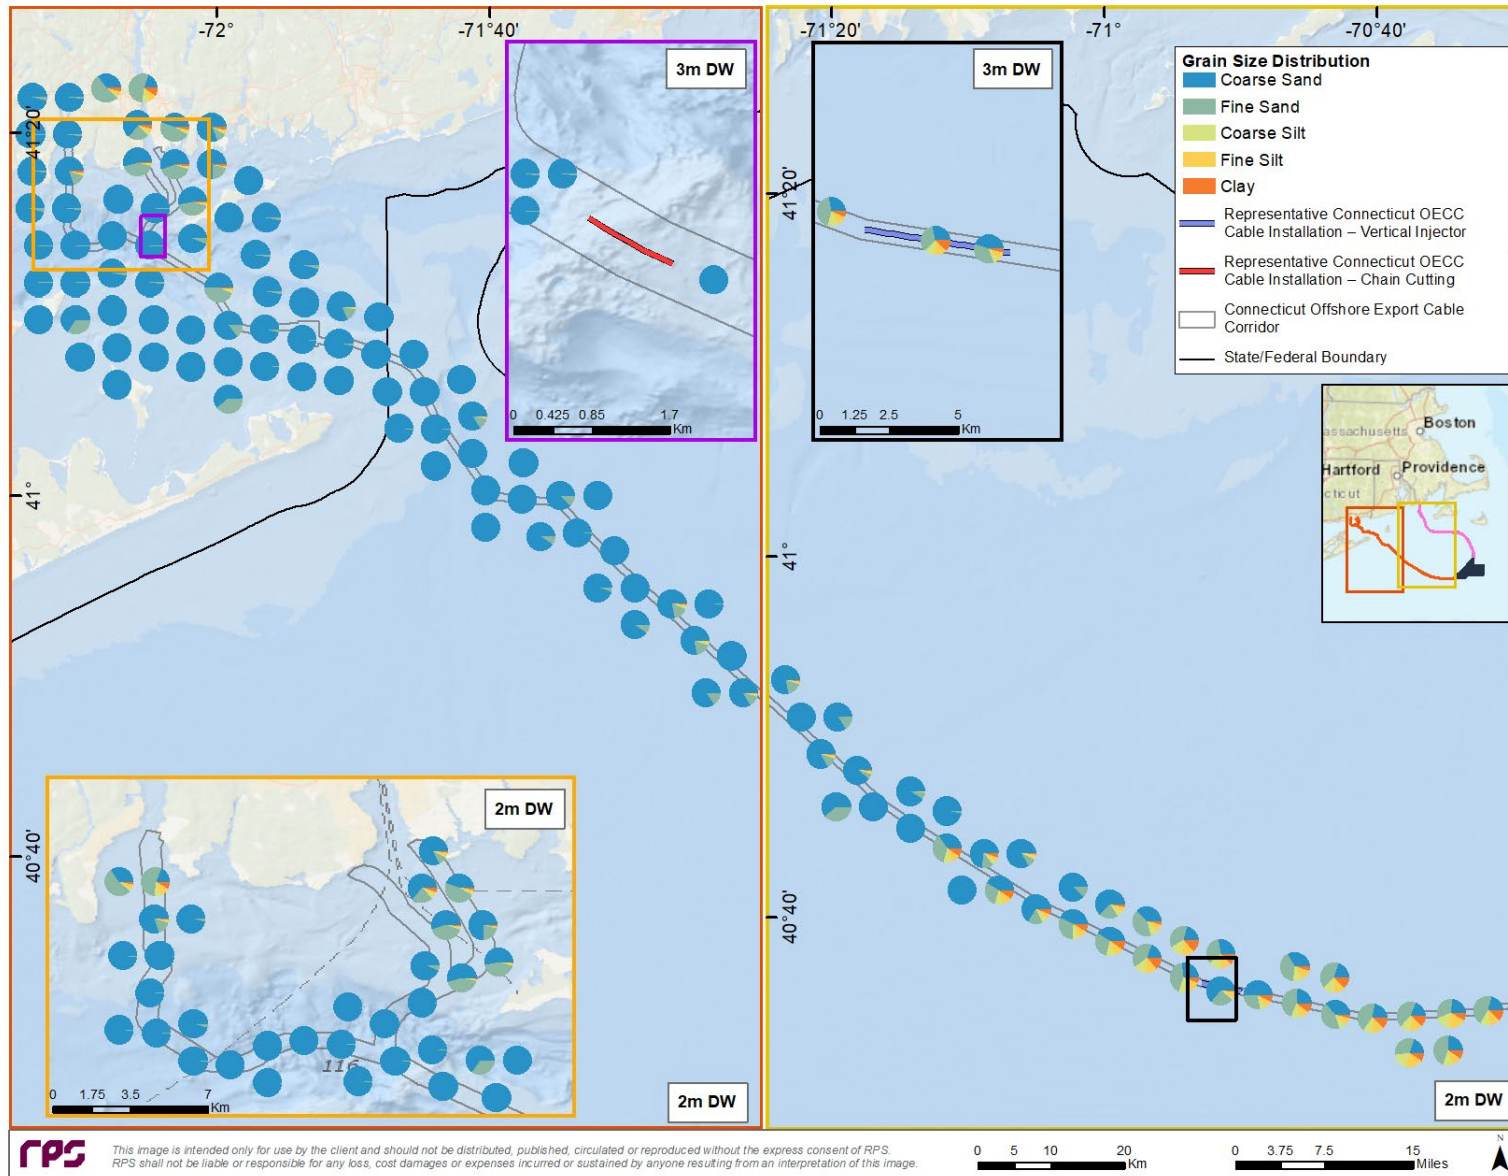 -72°
-71°40'
-71°20'
-71°
-70°40'
41°20'
41°
40°40'
41°20'
41°
40°40'
3m DW
0 0.425 0.85 1.7
Km
3m DW
0 1.25 2.5 5
Km
Grain Size Distribution
Coarse Sand
Fine Sand
Coarse Silt
Fine Silt
Clay
Representative Connecticut OECC
Cable Installation – Vertical Injector
Representative Connecticut OECC
Cable Installation – Chain Cutting
Connecticut Offshore Export Cable
Corridor
State/Federal Boundary
Boston
assachusetts
Hartford
Providence
cticut
2m DW
116
0 1.75 3.5 7
Km
2m DW
2m DW
rps
This image is intended only for use by the client and should not be distributed, published, circulated or reproduced without the express consent of RPS.
RPS shall not be liable or responsible for any loss, cost damages or expenses incurred or sustained by anyone resulting from an interpretation of this image.
0 5 10 20
Km
0 3.75 7.5 15
Miles
N